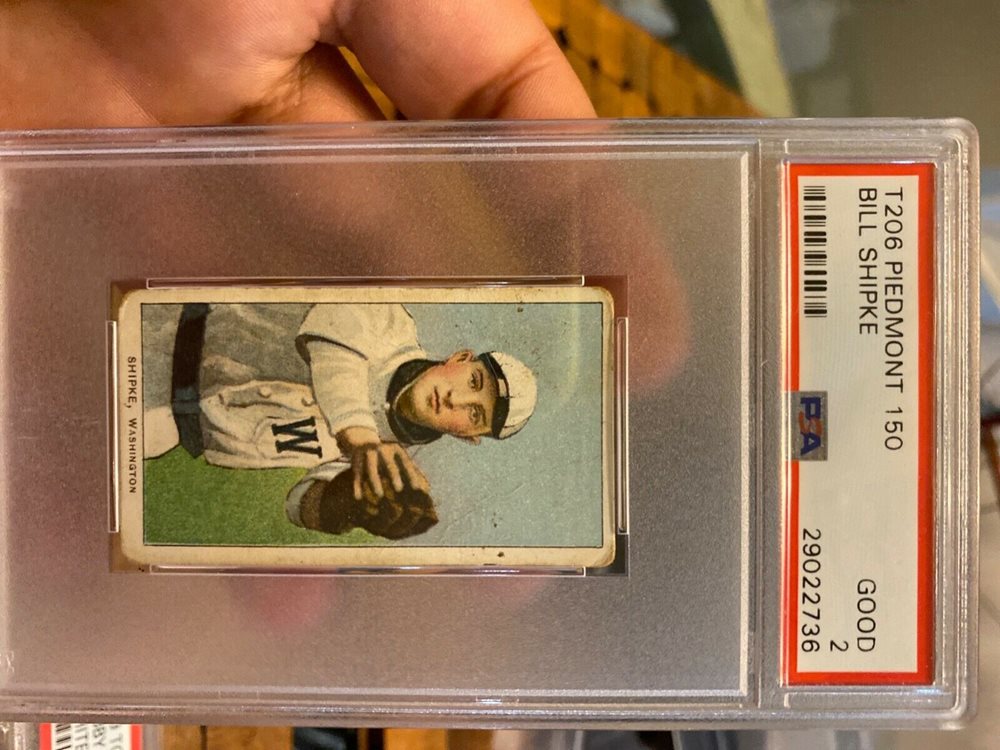 T206 PIEDMONT 150
BILL SHIPKE GOOD
2
PSA 29022736
W
SHIPKE, WASHINGTON